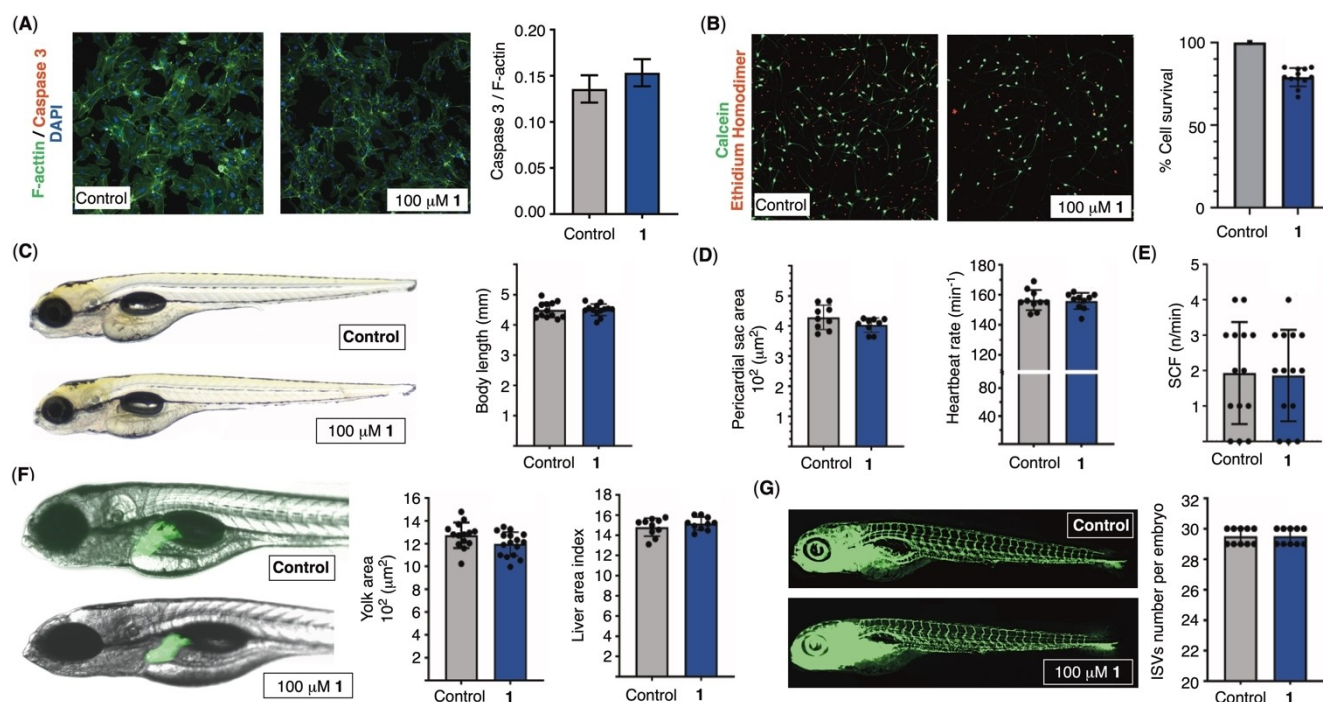 (A)
F-acttin / Caspase 3
DAPI
Control
100 μM 1
Caspase 3 / F-actin
0.20
0.15
0.10
0.05
0.00
Control
1
(B)
Calcein
Ethidium Homodimer
Control
100 μM 1
% Cell survival
100
80
50
0
Control
1
(C)
Control
100 μM 1
Body length (mm)
5
4
3
2
1
Control
1
(D)
Pericardial sac area
10² (μm²)
5
4
3
2
1
Control
1
Heartbeat rate (min⁻¹)
180
160
140
120
80
40
Control
1
(E)
SCF (n/min)
5
4
3
2
1
0
Control
1
(F)
Control
100 μM 1
Yolk area
10² (μm²)
16
14
12
10
8
6
4
2
Control
1
Liver area index
18
16
14
12
10
8
6
4
2
Control
1
(G)
Control
100 μM 1
ISVs number per embryo
32
30
28
26
24
22
20
Control
1